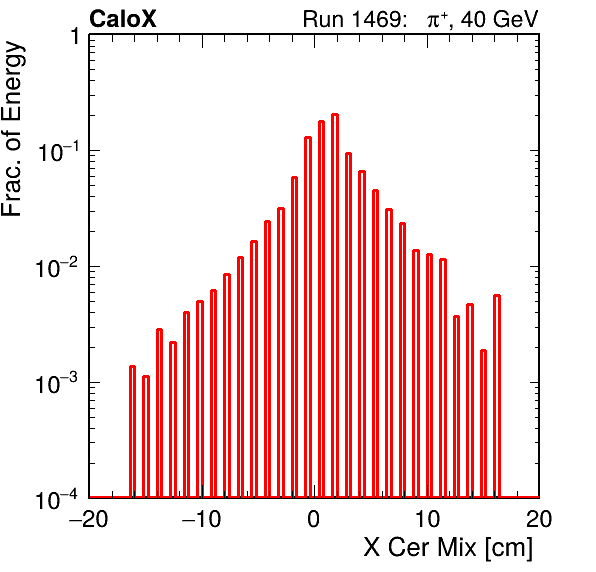 CaloX
Run 1469: π⁺, 40 GeV
Frac. of Energy
1
10⁻¹
10⁻²
10⁻³
10⁻⁴
−20
−10
0
10
20
X Cer Mix [cm]